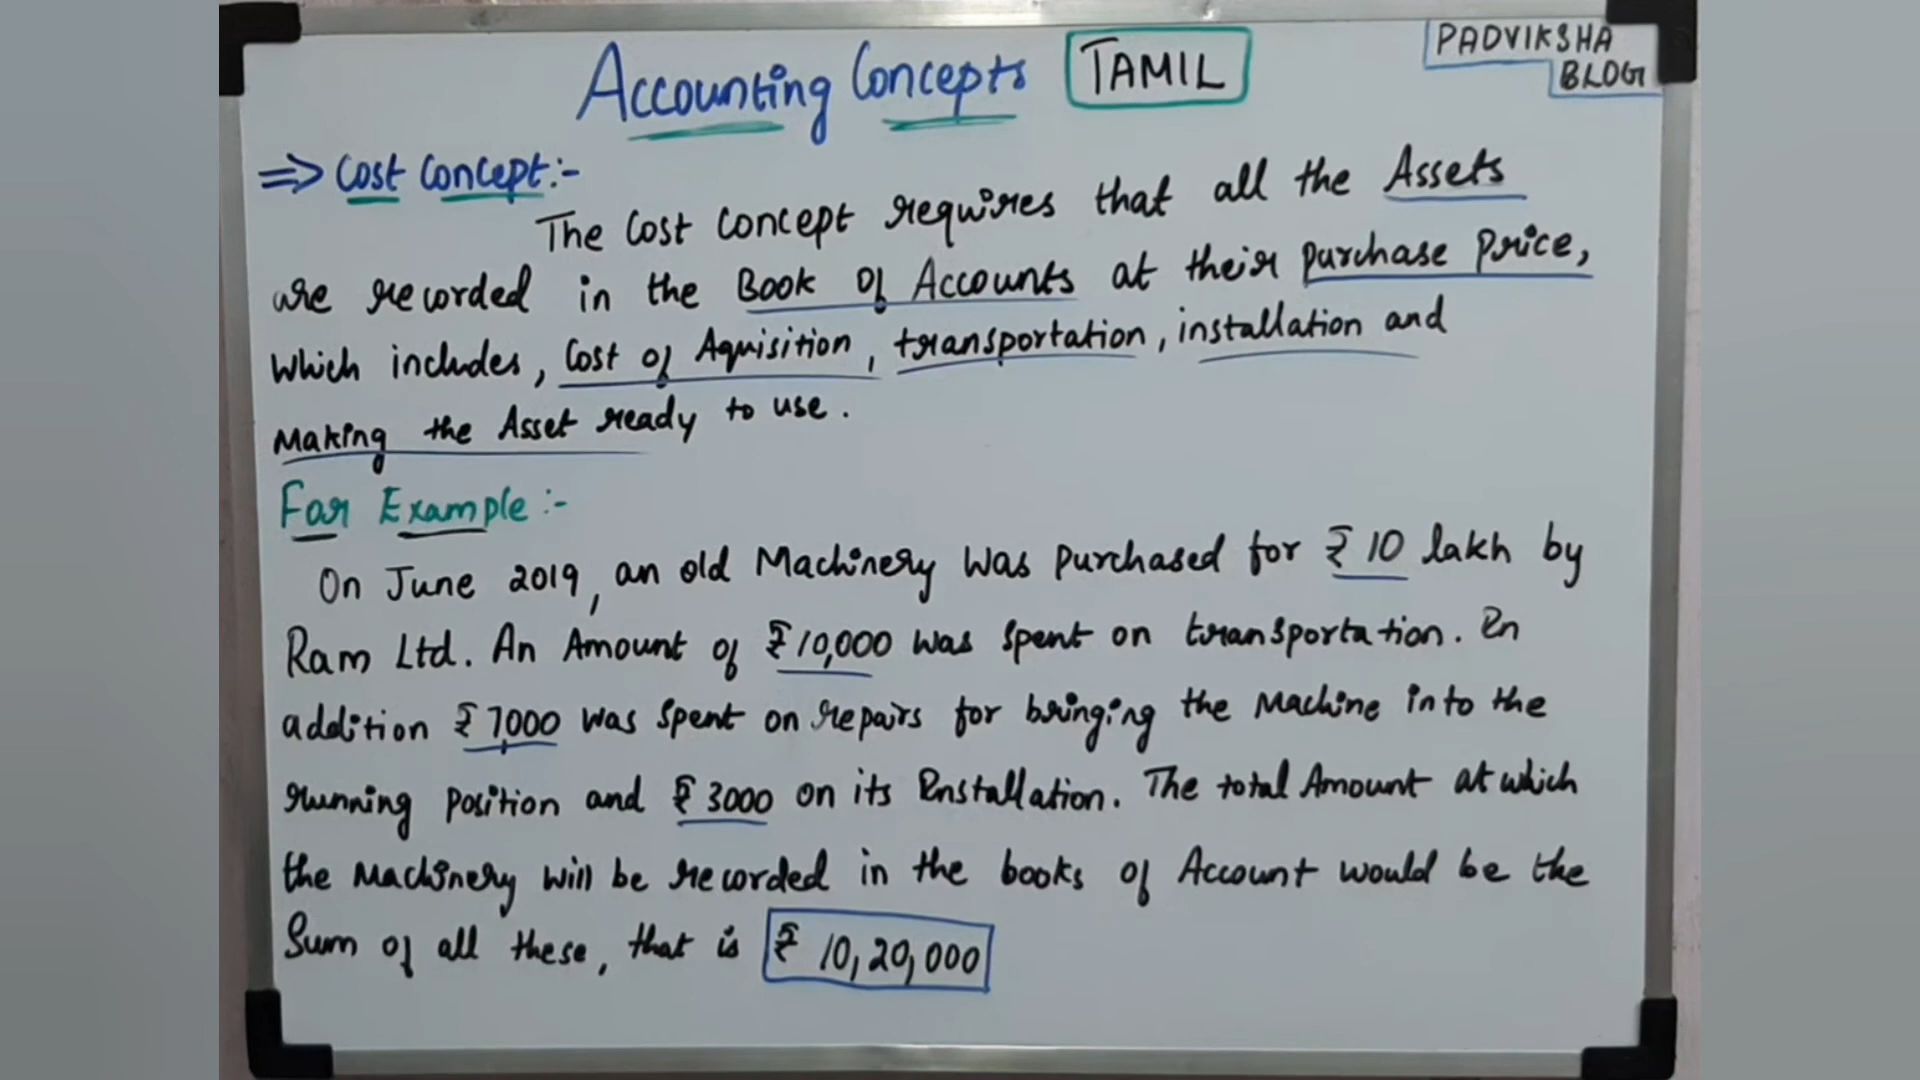 Accounting Concepts TAMIL
PADVIKSHA
BLOG
⇒ Cost Concept:-
The Cost Concept requires that all the Assets
are recorded in the Book of Accounts at their purchase price,
Which includes, Cost of Aquisition, transportation, installation and
Making the Asset ready to use.
For Example:-
On June 2019, an old Machinery Was purchased for ₹ 10 lakh by
Ram Ltd. An Amount of ₹ 10,000 was spent on transportation. In
addition ₹ 7000 was spent on repairs for bringing the Machine into the
running position and ₹ 3000 on its Installation. The total Amount at which
the Machinery will be recorded in the books of Account would be the
Sum of all these, that is ₹ 10,20,000